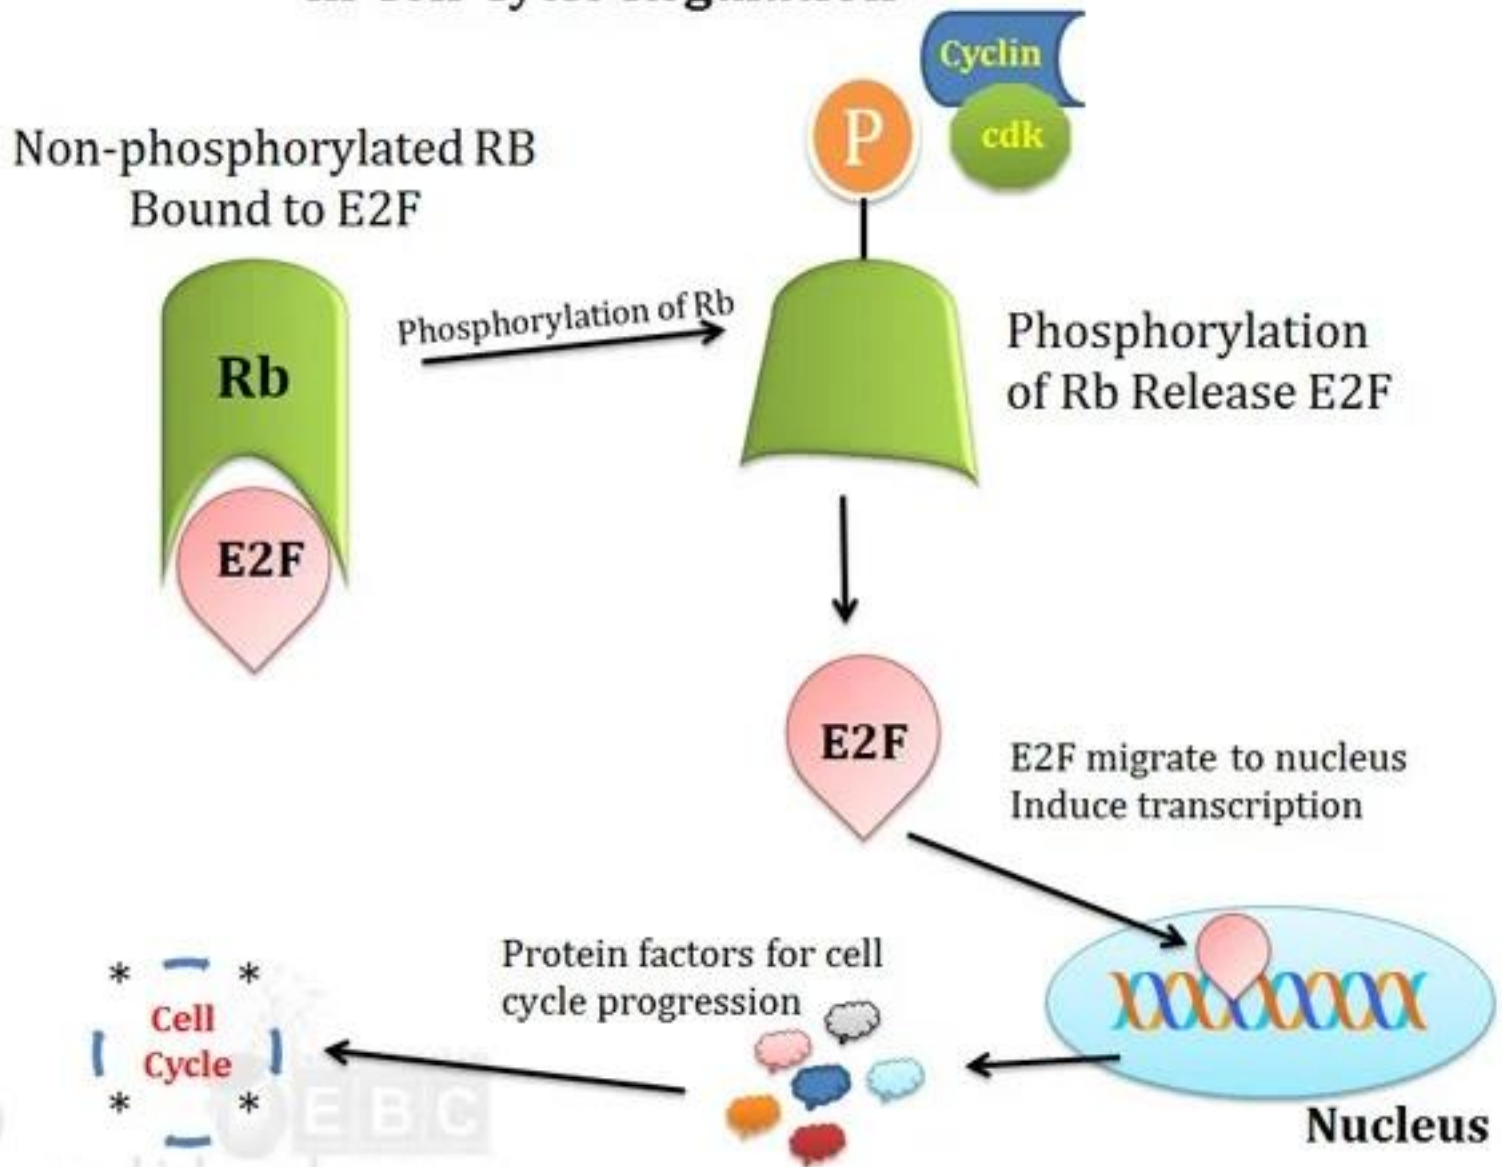 Cyclin
P
cdk
Non-phosphorylated RB
Bound to E2F
Phosphorylation of Rb
Rb
Phosphorylation
of Rb Release E2F
E2F
E2F
E2F migrate to nucleus
Induce transcription
Protein factors for cell
cycle progression
* *
Cell
Cycle
* *
EBC
Nucleus